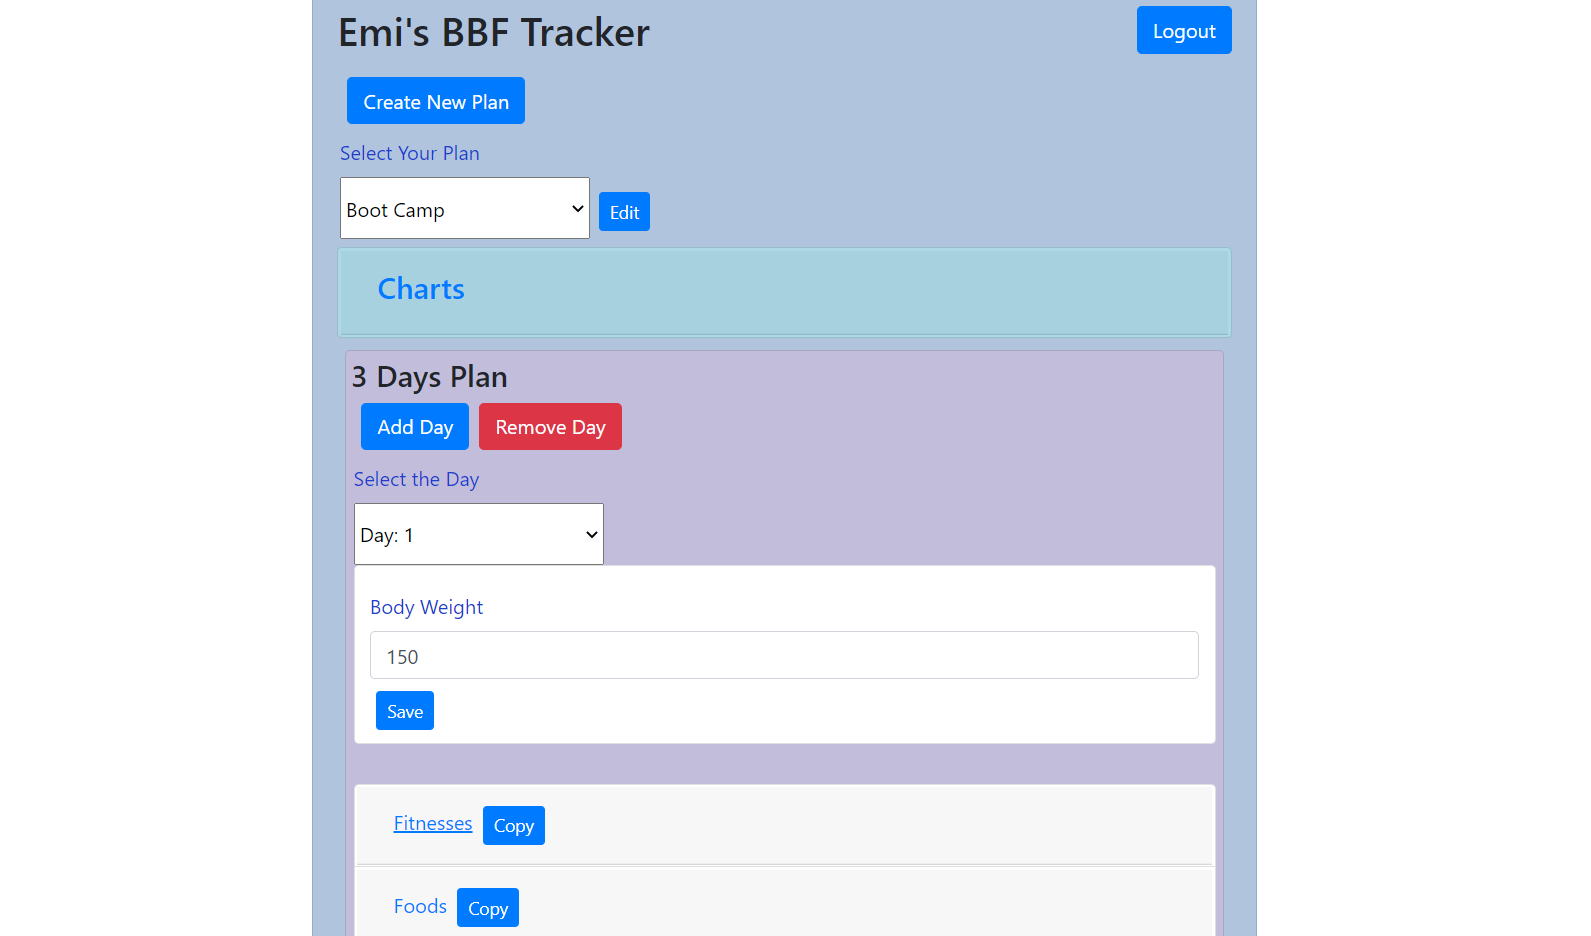 Emi's BBF Tracker
Logout
Create New Plan
Select Your Plan
Boot Camp
Edit
Charts
3 Days Plan
Add Day
Remove Day
Select the Day
Day: 1
Body Weight
150
Save
Fitnesses
Copy
Foods
Copy